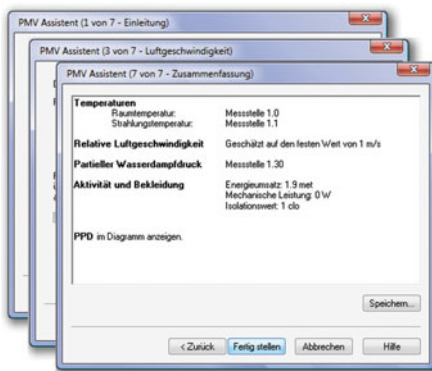 PMV Assistent (1 von 7 - Einleitung)
PMV Assistent (3 von 7 - Luftgeschwindigkeit)
PMV Assistent (7 von 7 - Zusammenfassung)
Temperaturen
Raumtemperatur: Messstelle 1.0
Strahlungstemperatur: Messstelle 1.1
Relative Luftgeschwindigkeit Geschätzt auf den festen Wert von 1 m/s
Partieller Wasserdampfdruck Messstelle 1.30
Aktivität und Bekleidung Energieumsatz: 1.9 met
Mechanische Leistung: 0 W
Isolationswert: 1 clo
PPD im Diagramm anzeigen.
Speichern...
< Zurück Fertig stellen Abbrechen Hilfe